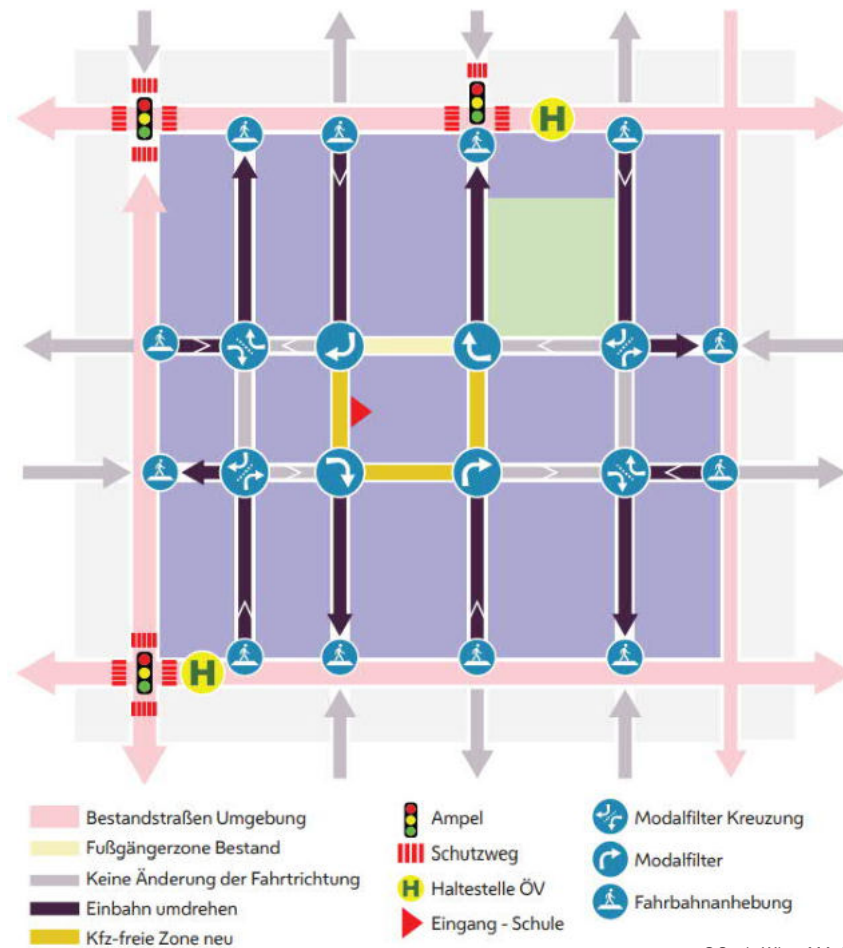 H
H
Bestandstraßen Umgebung
Fußgängerzone Bestand
Keine Änderung der Fahrtrichtung
Einbahn umdrehen
Kfz-freie Zone neu
Ampel
Schutzweg
H Haltestelle ÖV
Eingang - Schule
Modalfilter Kreuzung
Modalfilter
Fahrbahnanhebung